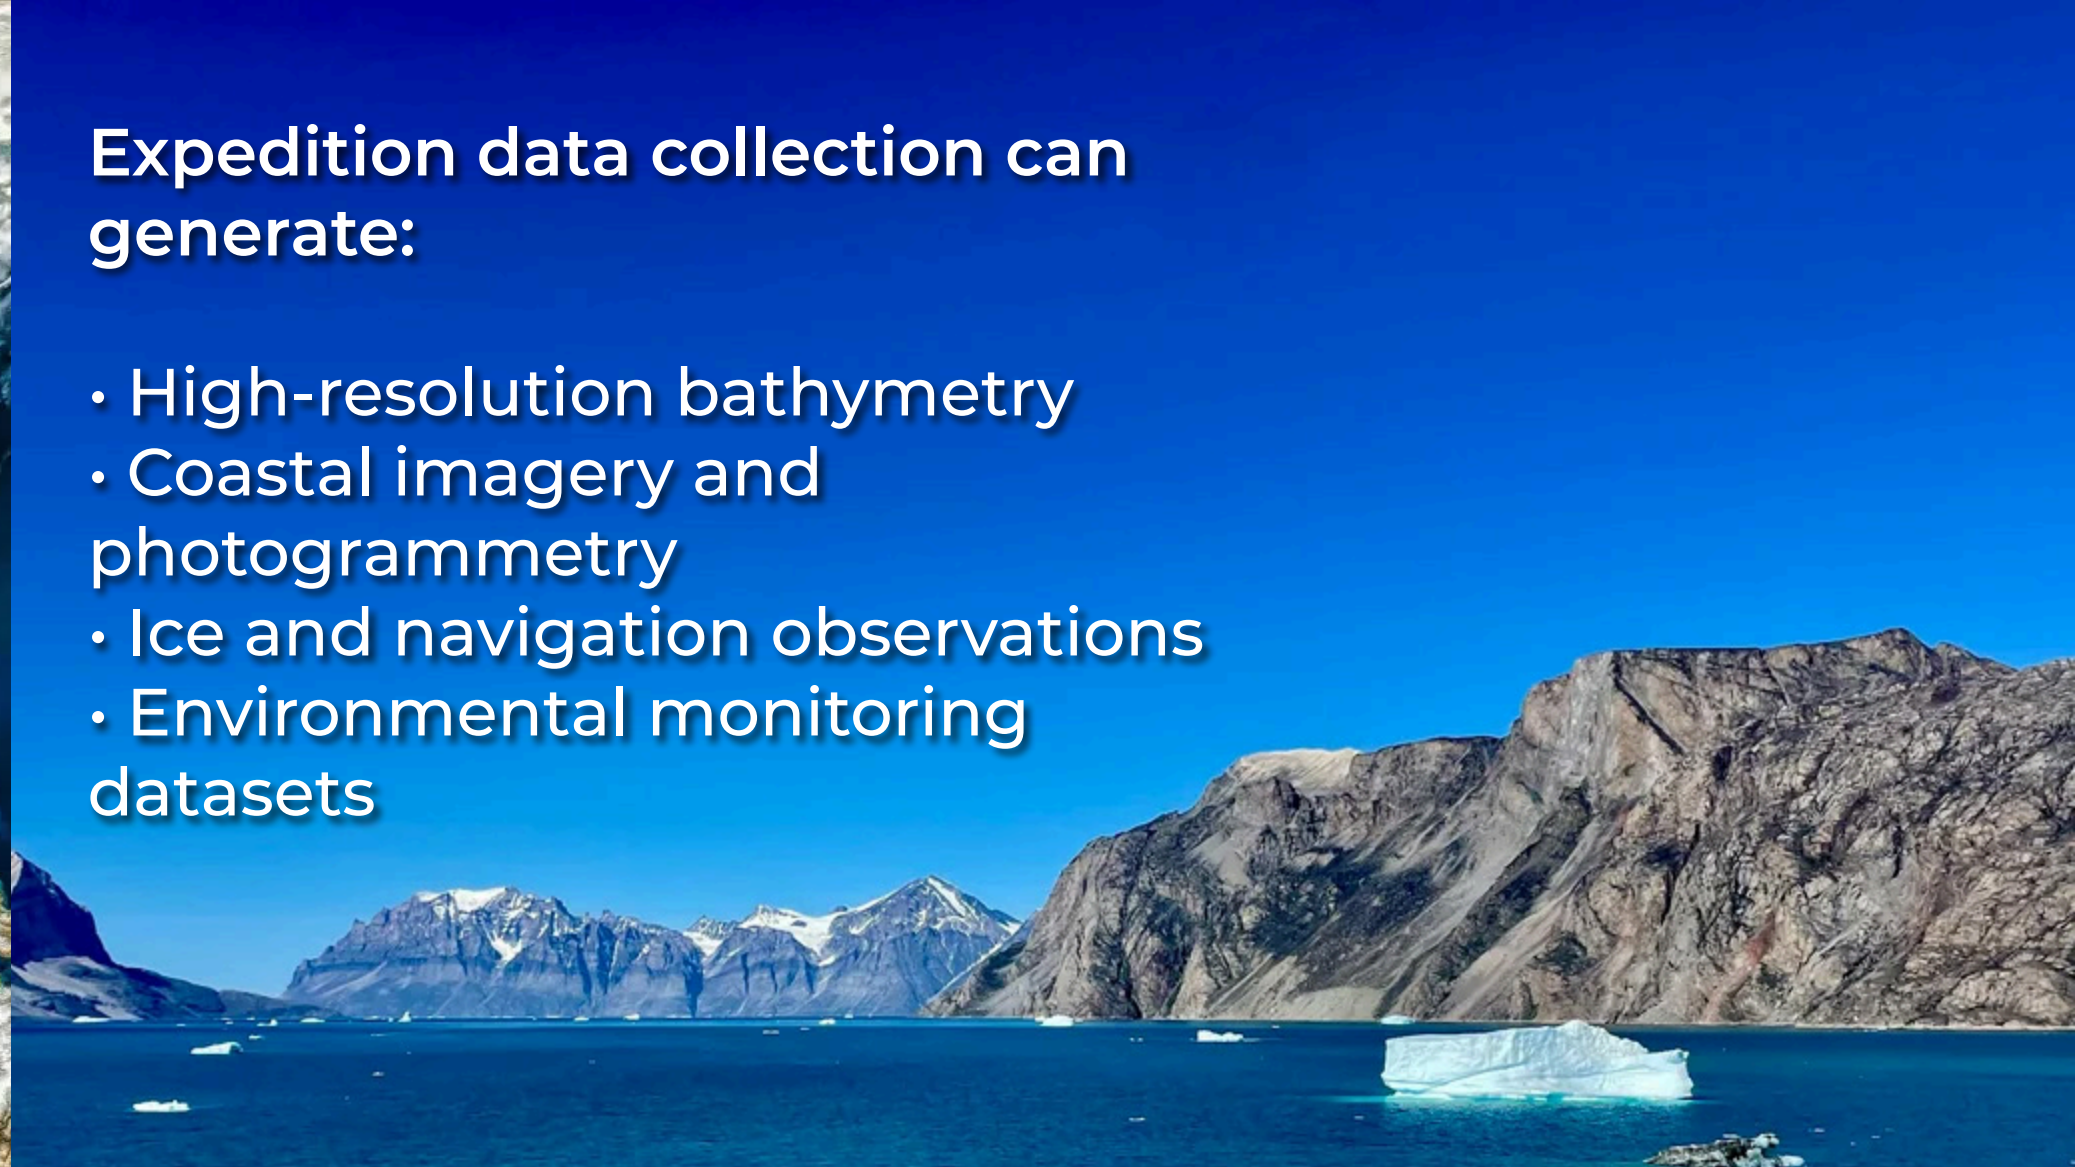 Expedition data collection can
generate:
• High-resolution bathymetry
• Coastal imagery and
photogrammetry
• Ice and navigation observations
• Environmental monitoring
datasets